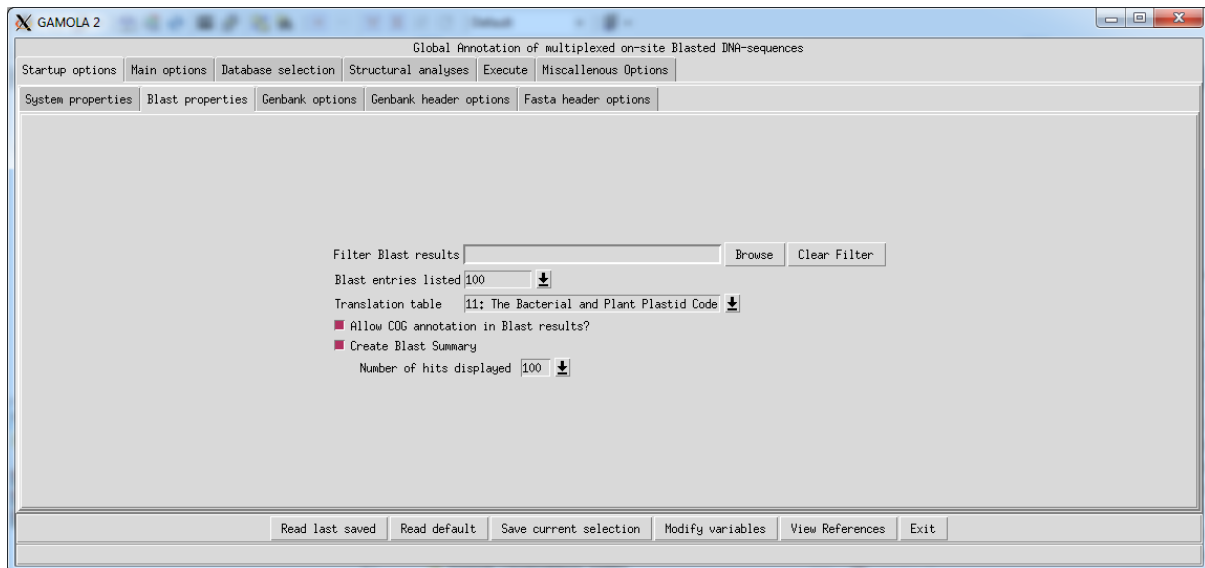 GAMOLA 2
Default
Global Annotation of multiplexed on-site Blasted DNA-sequences
Startup options Main options Database selection Structural analyses Execute Miscallenous Options
System properties Blast properties Genbank options Genbank header options Fasta header options
Filter Blast results Browse Clear Filter
Blast entries listed 100
Translation table 11: The Bacterial and Plant Plastid Code
Allow COG annotation in Blast results?
Create Blast Summary
Number of hits displayed 100
Read last saved Read default Save current selection Modify variables View References Exit